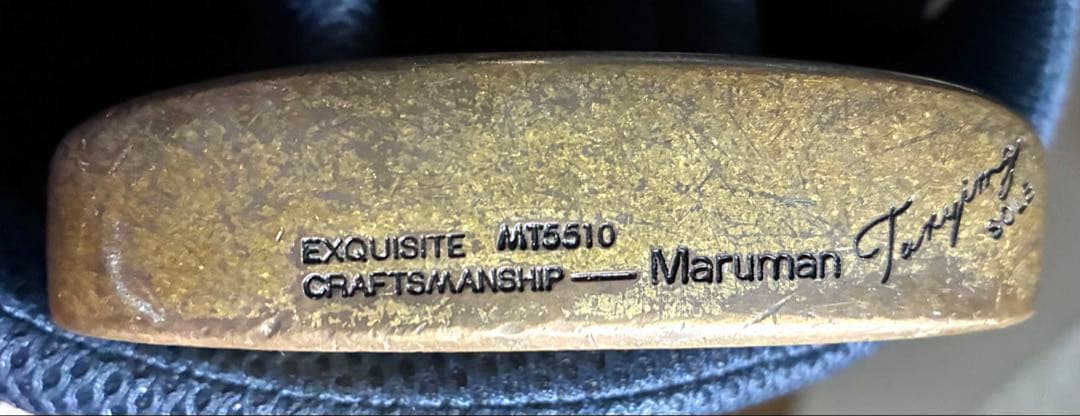 EXQUISITE MT5510
CRAFTSMANSHIP — Maruman